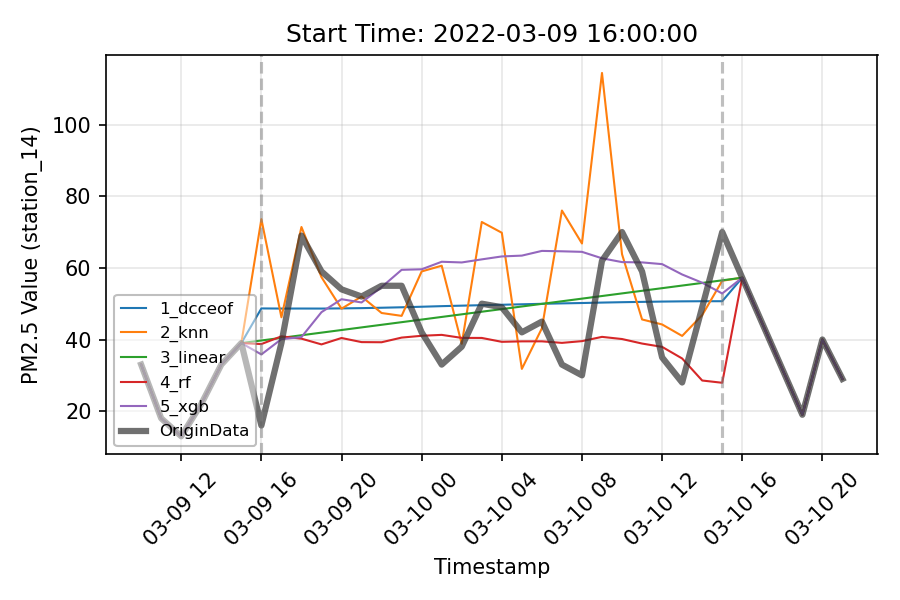 Start Time: 2022-03-09 16:00:00
PM2.5 Value (station_14)
100
80
60
40
20
1_dcceof
2_knn
3_linear
4_rf
5_xgb
OriginData
03-09 12
03-09 16
03-09 20
03-10 00
03-10 04
03-10 08
03-10 12
03-10 16
03-10 20
Timestamp